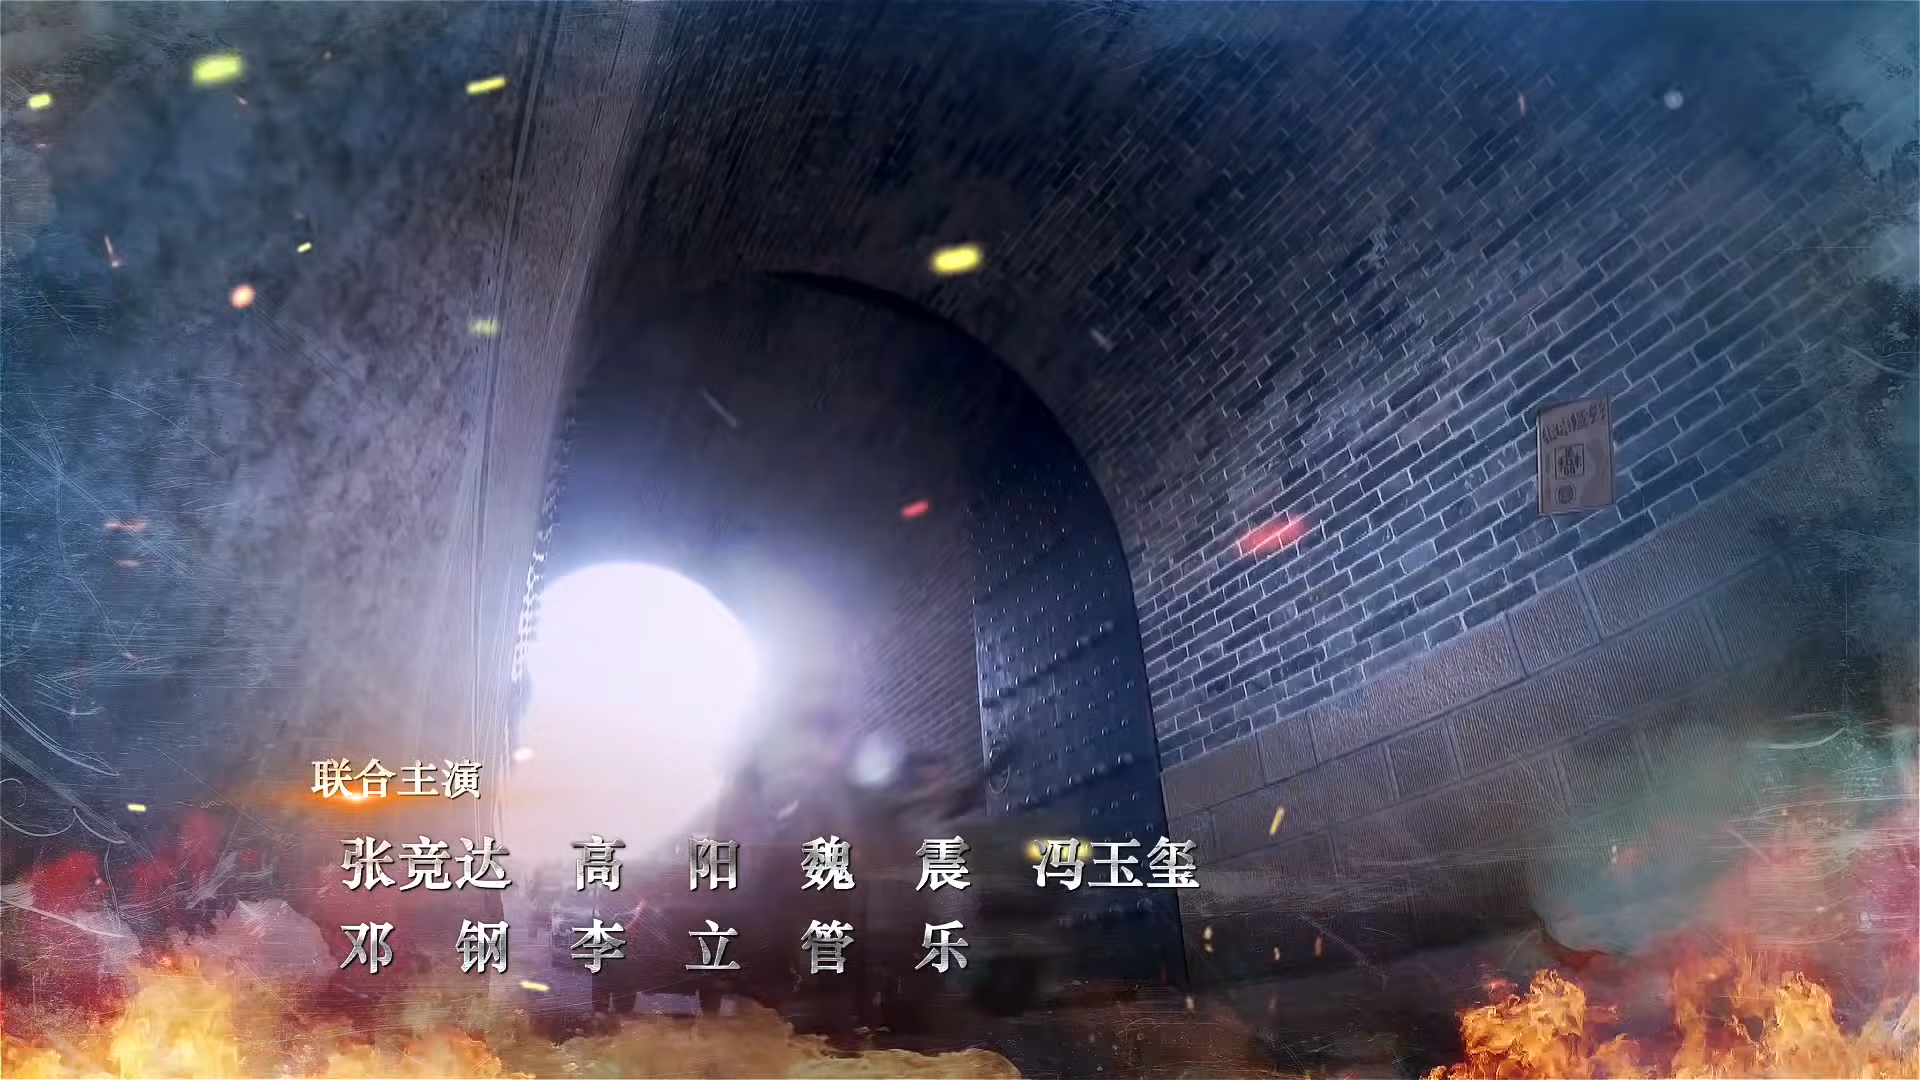 联合主演
张竞达 高阳 魏震 冯玉玺
邓钢 李立 管乐